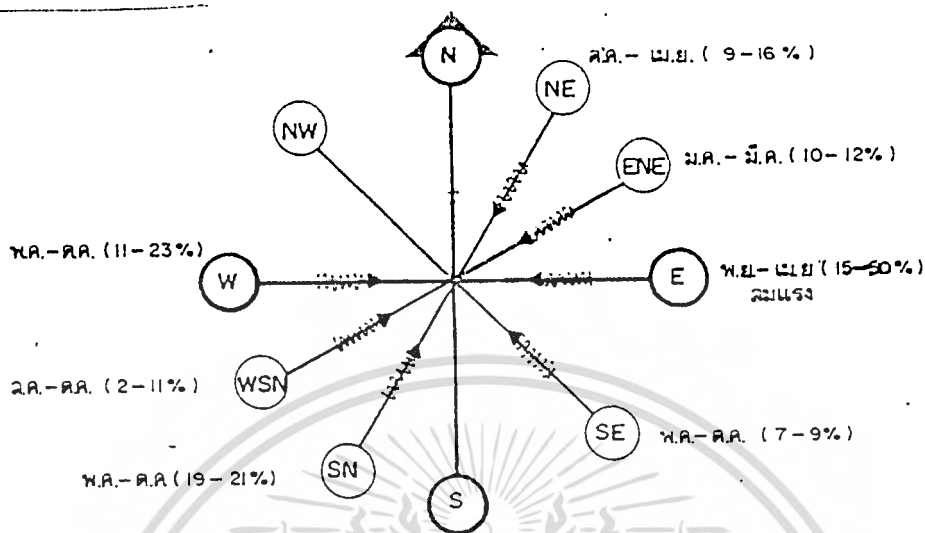 N
ส.ค.- เม.ย. ( 9-16 %)
NE
NW
ENE
ม.ค.- มี.ค. ( 10-12%)
พ.ค.-ต.ค. (11-23%)
W
E
พ.ย- เม.ย ( 15-50%)
ลมแรง
WSN
ส.ค.-ต.ค. (2-11%)
SE
พ.ค.-ต.ค. ( 7-9%)
SN
พ.ค.-ต.ค (19-21%)
S